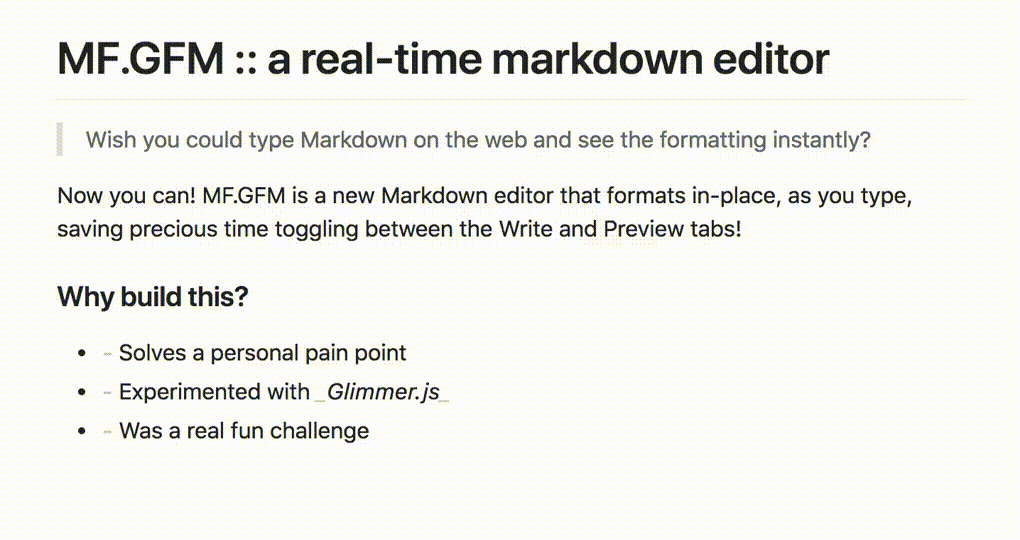 MF.GFM :: a real-time markdown editor
Wish you could type Markdown on the web and see the formatting instantly?
Now you can! MF.GFM is a new Markdown editor that formats in-place, as you type,
saving precious time toggling between the Write and Preview tabs!
Why build this?
• - Solves a personal pain point
• - Experimented with _Glimmer.js_
• - Was a real fun challenge